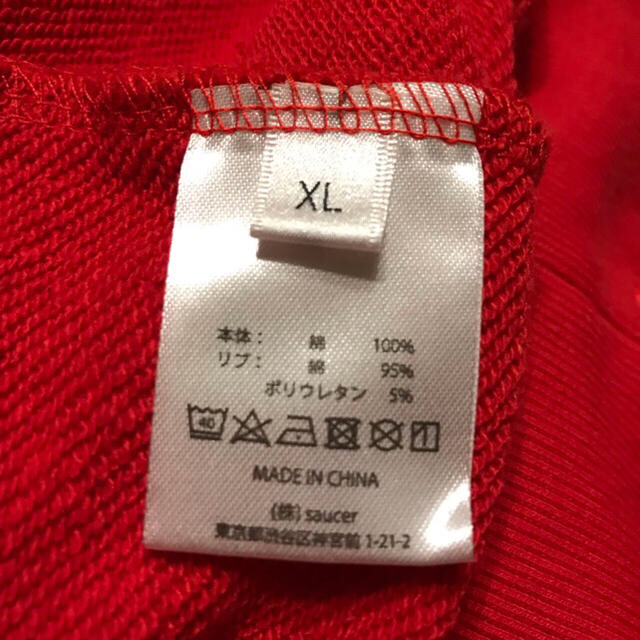 XL
本体： 綿 100%
リブ： 綿 95%
ポリウレタン 5%
40
MADE IN CHINA
(株) saucer
東京都渋谷区神宮前 1-21-2